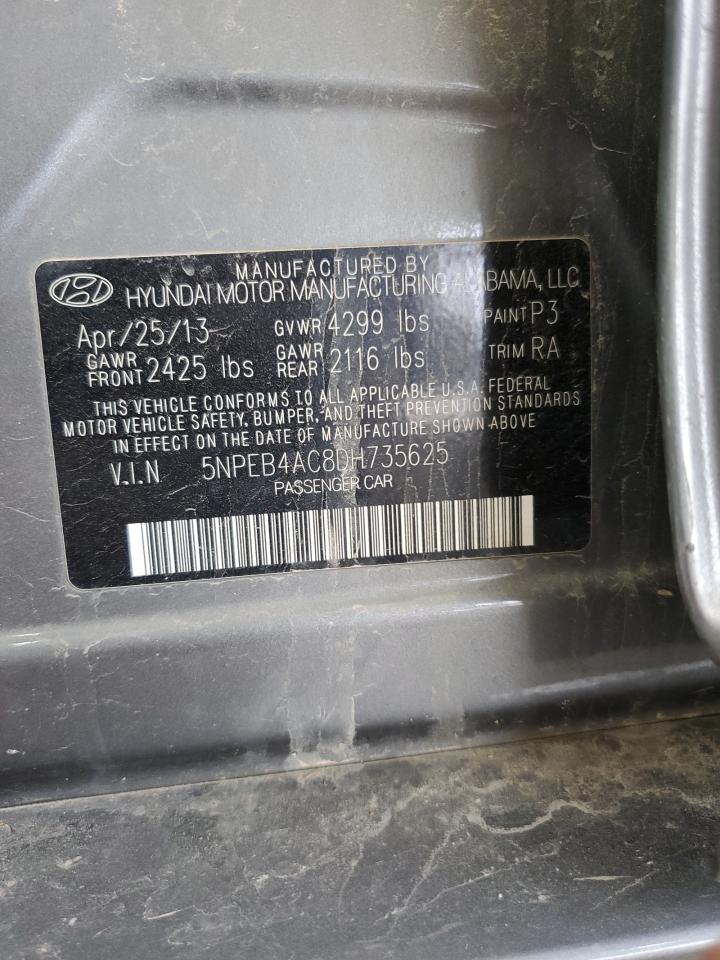 MANUFACTURED BY
HYUNDAI MOTOR MANUFACTURING ALABAMA, LLC
Apr/25/13 GVWR 4299 lbs PAINT P3
GAWR FRONT 2425 lbs GAWR REAR 2116 lbs TRIM RA
THIS VEHICLE CONFORMS TO ALL APPLICABLE U.S.A. FEDERAL
MOTOR VEHICLE SAFETY, BUMPER, AND THEFT PREVENTION STANDARDS
IN EFFECT ON THE DATE OF MANUFACTURE SHOWN ABOVE
V.I.N 5NPEB4AC8DH735625
PASSENGER CAR